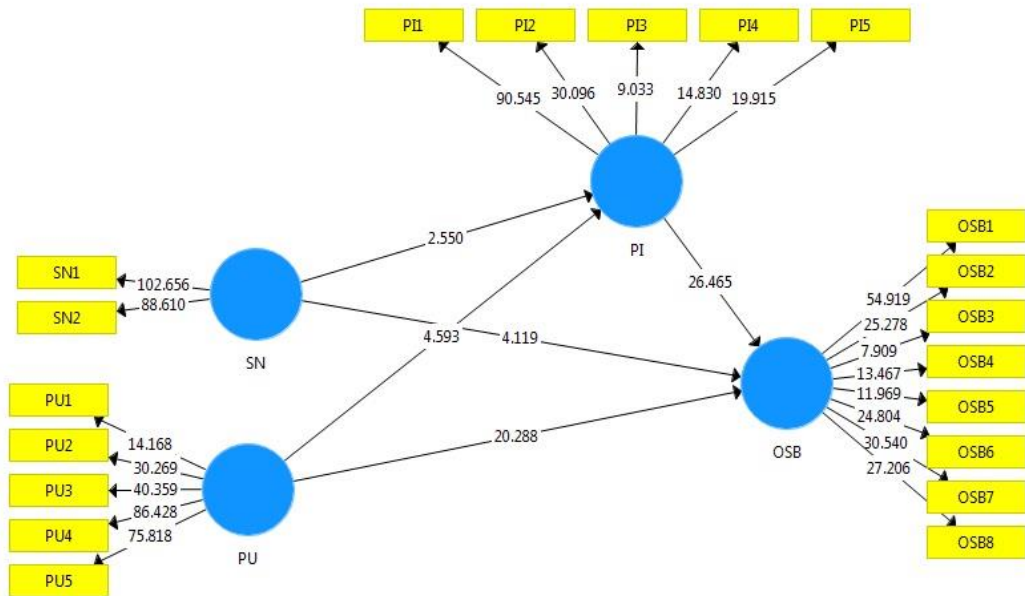 PI1 PI2 PI3 PI4 PI5
90.545 30.096 9.033 14.830 19.915
PI
2.550
26.465
SN1
SN2
102.656
88.610
SN
4.593
4.119
PU1
PU2
PU3
PU4
PU5
14.168
30.269
40.359
86.428
75.818
PU
20.288
OSB
54.919
25.278
7.909
13.467
11.969
24.804
30.540
27.206
OSB1
OSB2
OSB3
OSB4
OSB5
OSB6
OSB7
OSB8